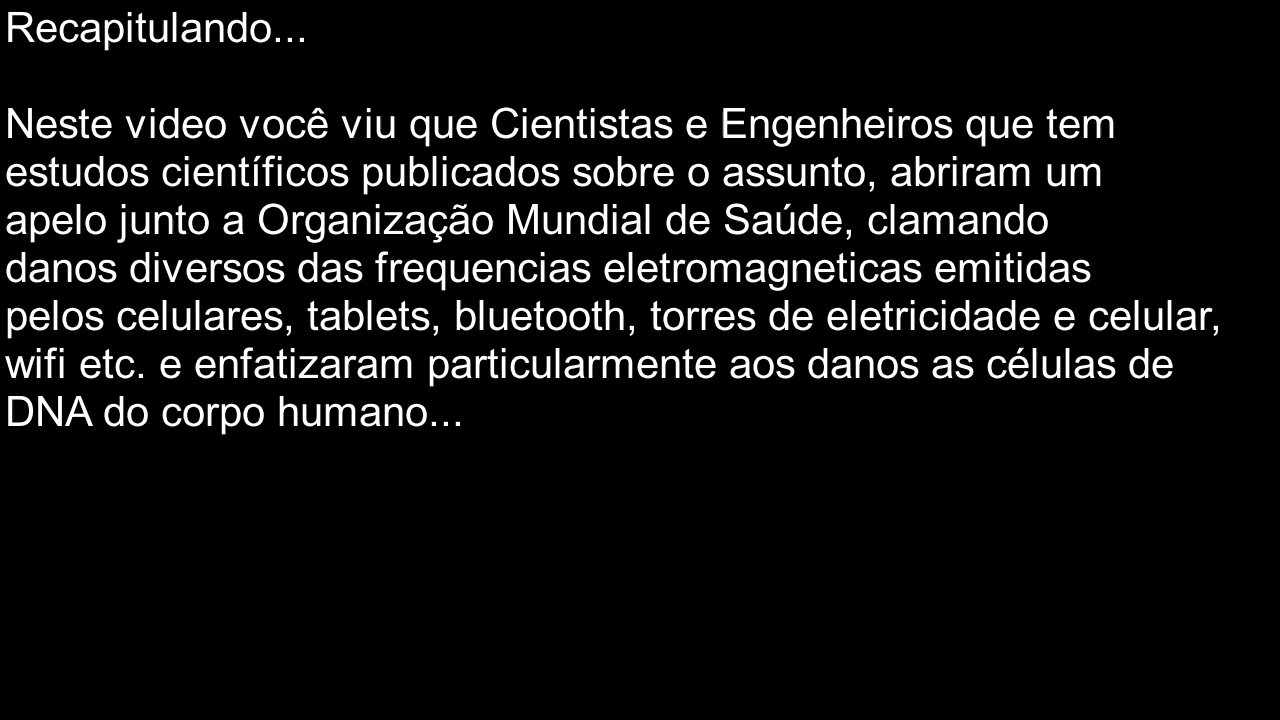 Recapitulando...
Neste video você viu que Cientistas e Engenheiros que tem
estudos científicos publicados sobre o assunto, abriram um
apelo junto a Organização Mundial de Saúde, clamando
danos diversos das frequencias eletromagneticas emitidas
pelos celulares, tablets, bluetooth, torres de eletricidade e celular,
wifi etc. e enfatizaram particularmente aos danos as células de
DNA do corpo humano...